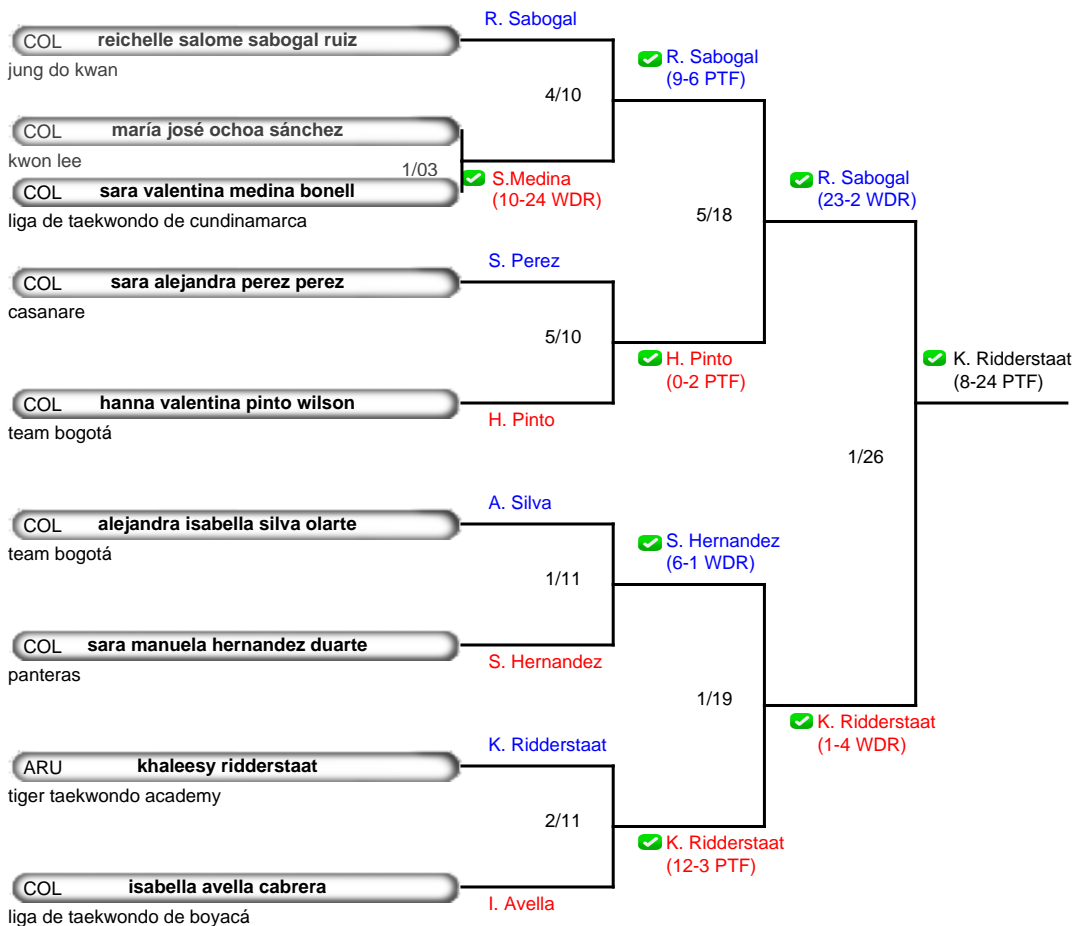 R. Sabogal
COL reichelle salome sabogal ruiz
jung do kwan
R. Sabogal
(9-6 PTF)
4/10
COL maría josé ochoa sánchez
kwon lee
1/03
COL sara valentina medina bonell
liga de taekwondo de cundinamarca
S.Medina
(10-24 WDR)
R. Sabogal
(23-2 WDR)
5/18
S. Perez
COL sara alejandra perez perez
casanare
5/10
H. Pinto
(0-2 PTF)
K. Ridderstaat
(8-24 PTF)
COL hanna valentina pinto wilson
team bogotá
H. Pinto
1/26
A. Silva
COL alejandra isabella silva olarte
team bogotá
S. Hernandez
(6-1 WDR)
1/11
COL sara manuela hernandez duarte
panteras
S. Hernandez
1/19
K. Ridderstaat
(1-4 WDR)
K. Ridderstaat
ARU khaleesy ridderstaat
tiger taekwondo academy
2/11
K. Ridderstaat
(12-3 PTF)
COL isabella avella cabrera
liga de taekwondo de boyacá
I. Avella